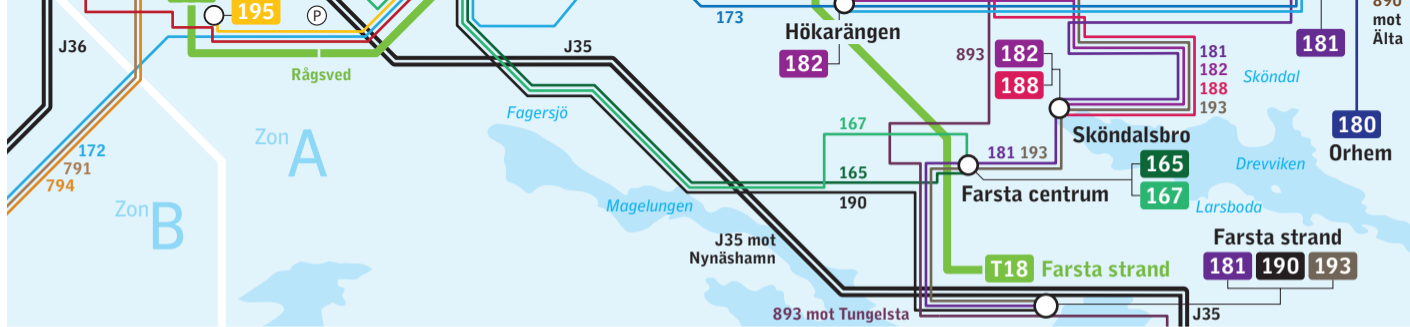 195
P
173
890
mot
Älta
J36
J35
Hökarängen
182
893
182
188
181
181
182
188
193
Sköndal
Rågsved
Fagersjö
Zon A
167
Sköndalsbro
180
Orhem
172
791
794
181 193
165
Drevviken
165
167
Farsta centrum
190
Magelungen
Larsboda
Zon B
J35 mot
Nynäshamn
Farsta strand
181 190 193
T18 Farsta strand
893 mot Tungelsta
J35